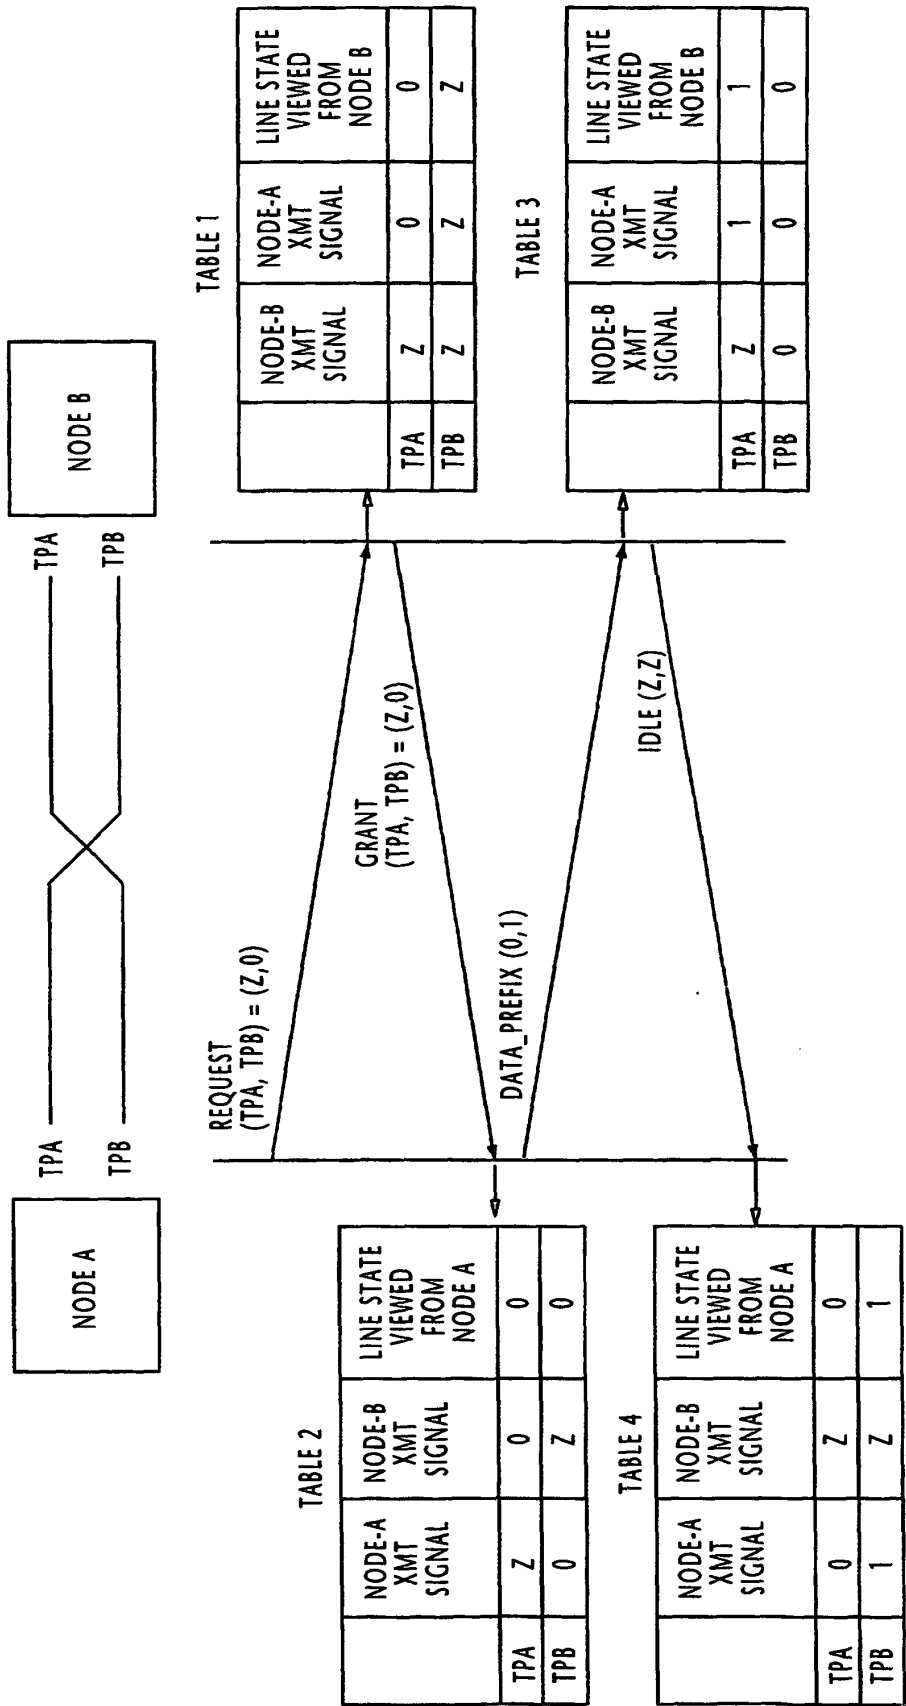 NODE A
TPA
TPB
TPA
TPB
NODE B
REQUEST
(TPA, TPB) = (Z,0)
GRANT
(TPA, TPB) = (Z,0)
DATA_PREFIX (0,1)
IDLE (Z,Z)
TABLE 1
NODE-B XMT SIGNAL
NODE-A XMT SIGNAL
LINE STATE VIEWED FROM NODE B
TPA Z 0 0
TPB Z Z Z
TABLE 2
NODE-A XMT SIGNAL
NODE-B XMT SIGNAL
LINE STATE VIEWED FROM NODE A
TPA Z 0 0
TPB 0 Z 0
TABLE 3
NODE-B XMT SIGNAL
NODE-A XMT SIGNAL
LINE STATE VIEWED FROM NODE B
TPA Z 1 1
TPB 0 0 0
TABLE 4
NODE-A XMT SIGNAL
NODE-B XMT SIGNAL
LINE STATE VIEWED FROM NODE A
TPA 0 Z 0
TPB 1 Z 1